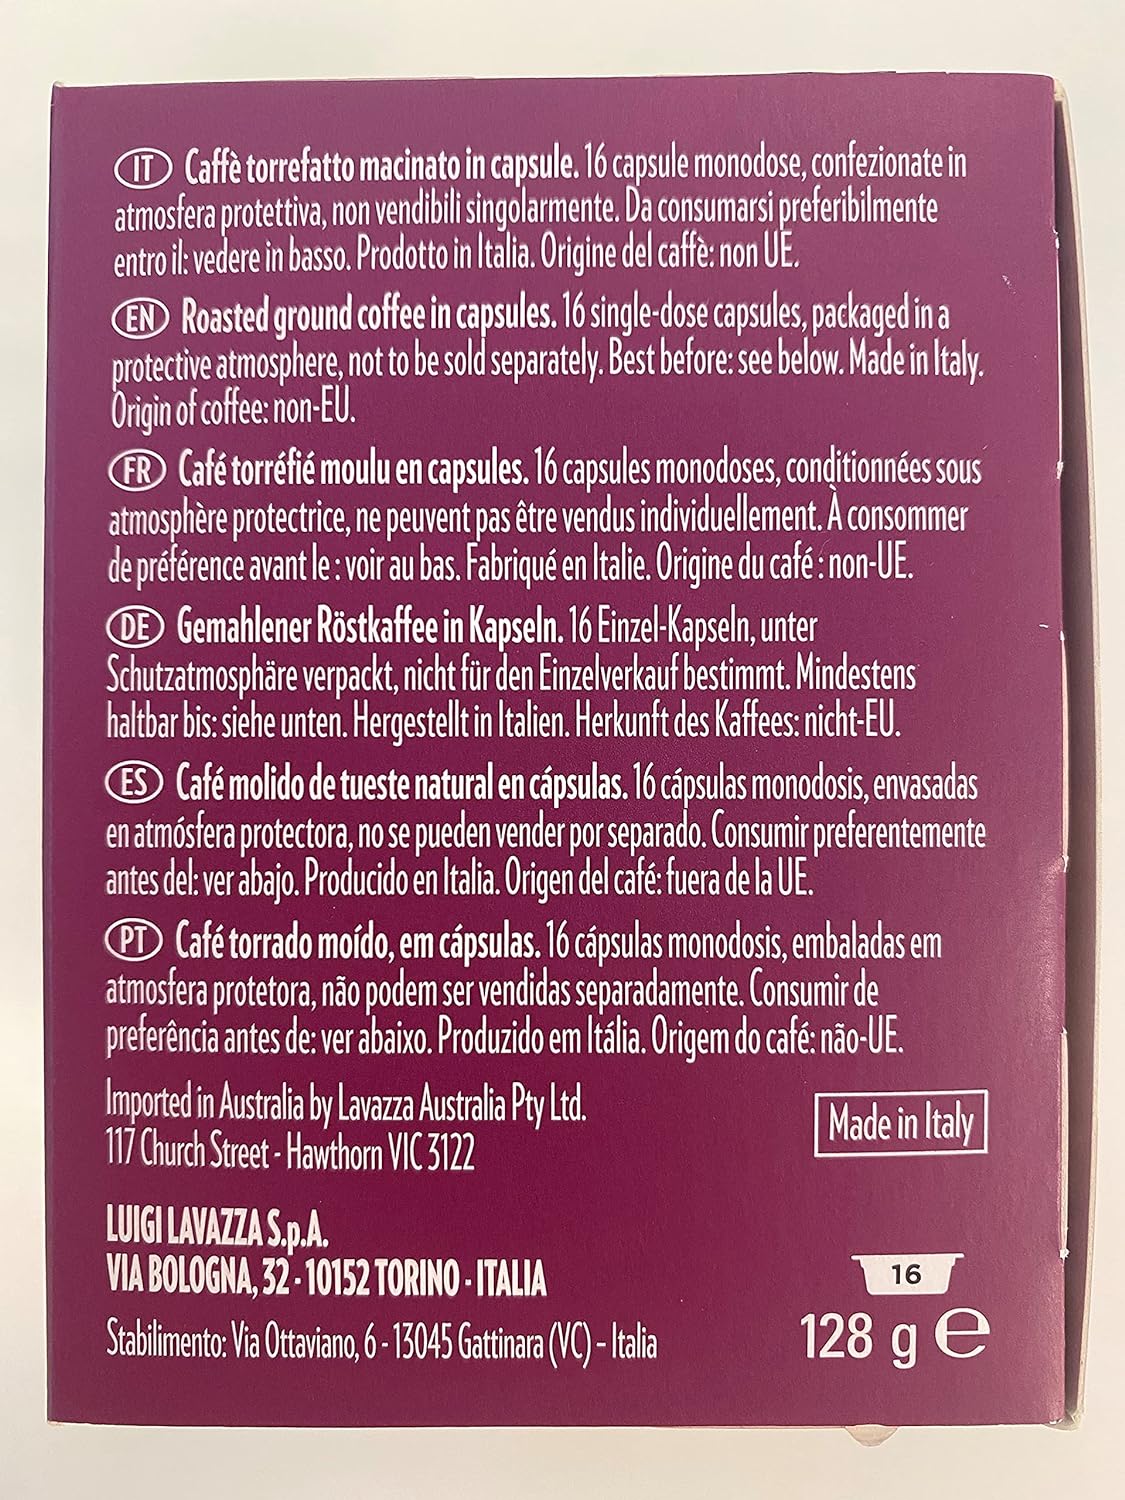 IT Caffè torrefatto macinato in capsule. 16 capsule monodose, confezionate in
atmosfera protettiva, non vendibili singolarmente. Da consumarsi preferibilmente
entro il: vedere in basso. Prodotto in Italia. Origine del caffè: non UE.
EN Roasted ground coffee in capsules. 16 single-dose capsules, packaged in a
protective atmosphere, not to be sold separately. Best before: see below. Made in Italy.
Origin of coffee: non-EU.
FR Café torréfié moulu en capsules. 16 capsules monodoses, conditionnées sous
atmosphère protectrice, ne peuvent pas être vendus individuellement. À consommer
de préférence avant le : voir au bas. Fabriqué en Italie. Origine du café : non-UE.
DE Gemahlener Röstkaffee in Kapseln. 16 Einzel-Kapseln, unter
Schutzatmosphäre verpackt, nicht für den Einzelverkauf bestimmt. Mindestens
haltbar bis: siehe unten. Hergestellt in Italien. Herkunft des Kaffees: nicht-EU.
ES Café molido de tueste natural en cápsulas. 16 cápsulas monodosis, envasadas
en atmósfera protectora, no se pueden vender por separado. Consumir preferentemente
antes del: ver abajo. Producido en Italia. Origen del café: fuera de la UE.
PT Café torrado moído, em cápsulas. 16 cápsulas monodosis, embaladas em
atmosfera protetora, não podem ser vendidas separadamente. Consumir de
preferência antes de: ver abaixo. Produzido em Itália. Origem do café: não-UE.
Imported in Australia by Lavazza Australia Pty Ltd.
117 Church Street - Hawthorn VIC 3122
Made in Italy
LUIGI LAVAZZA S.p.A.
VIA BOLOGNA, 32 - 10152 TORINO - ITALIA
Stabilimento: Via Ottaviano, 6 - 13045 Gattinara (VC) – Italia
16
128 g ℮